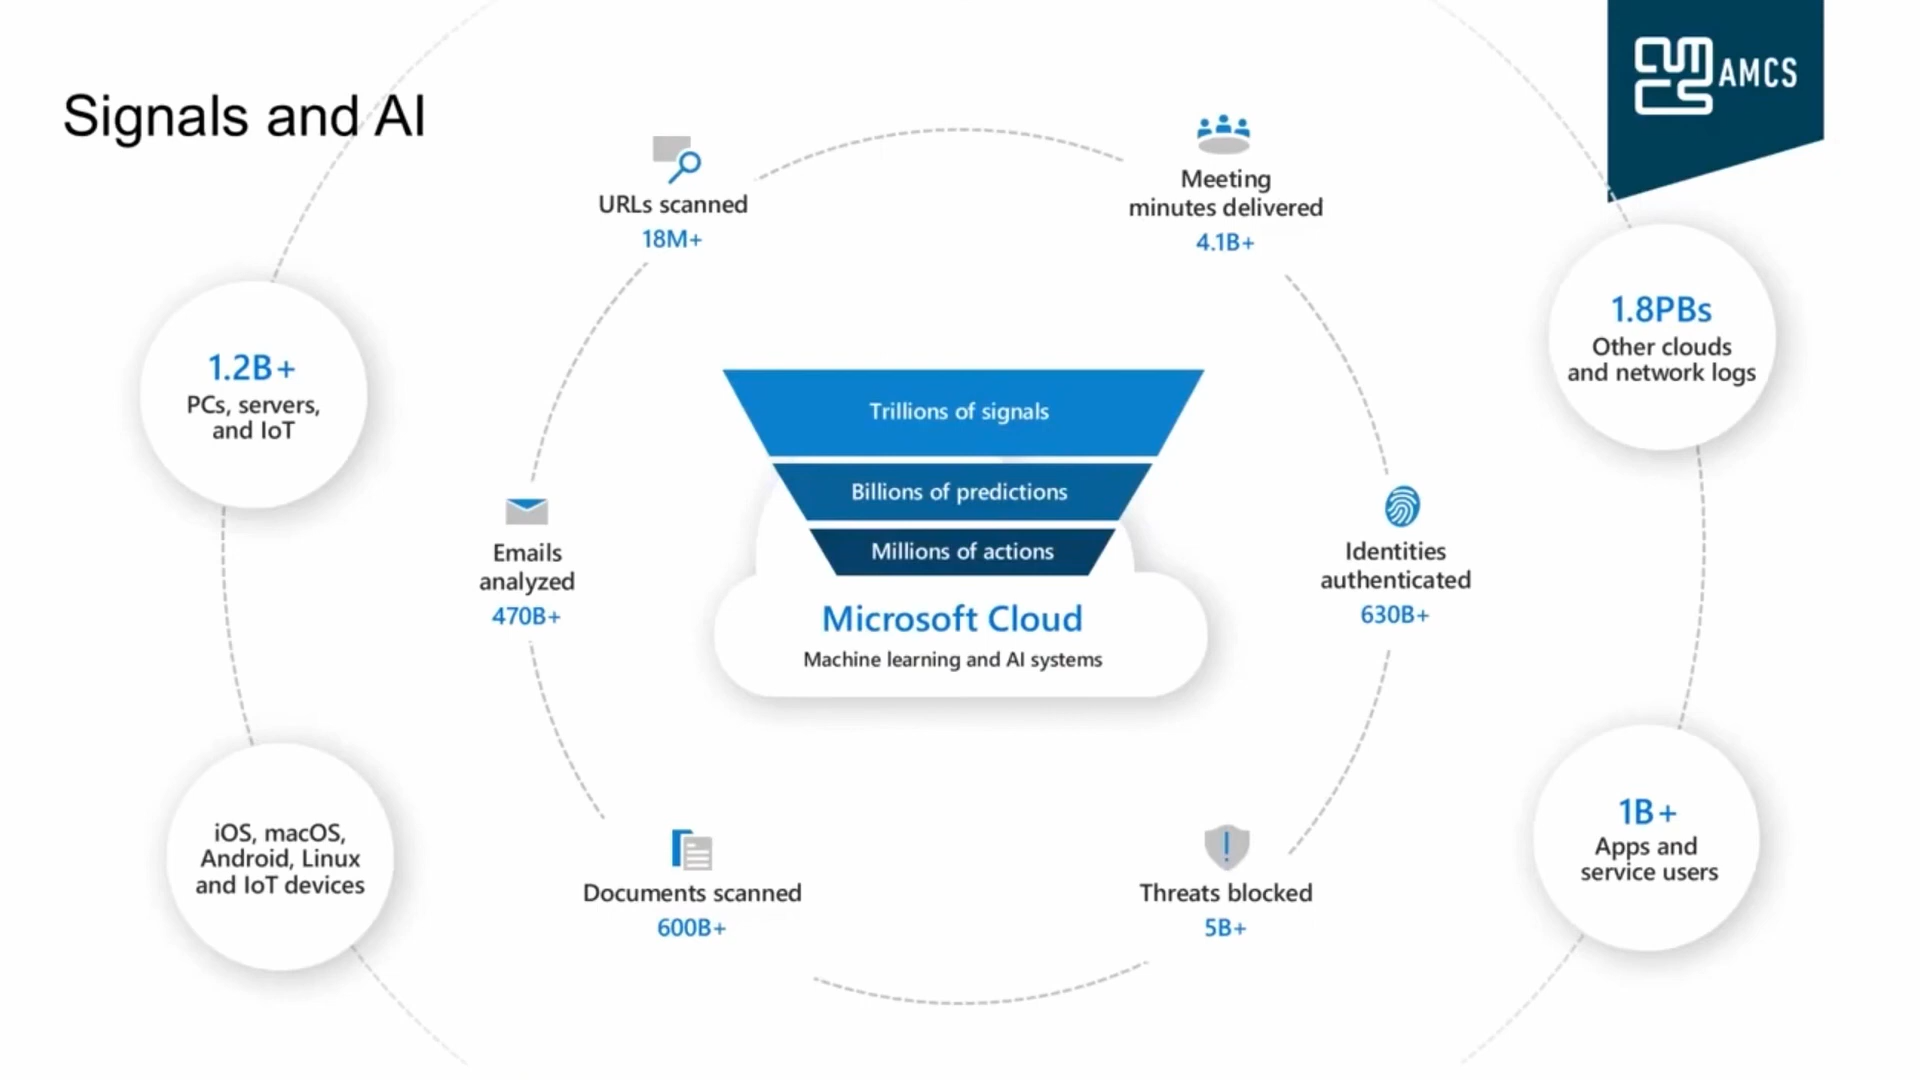 Signals and AI
AMCS
URLs scanned
18M+
Meeting
minutes delivered
4.1B+
1.2B+
PCs, servers,
and IoT
1.8PBs
Other clouds
and network logs
Trillions of signals
Billions of predictions
Millions of actions
Microsoft Cloud
Machine learning and AI systems
Emails
analyzed
470B+
Identities
authenticated
630B+
iOS, macOS,
Android, Linux
and IoT devices
Documents scanned
600B+
Threats blocked
5B+
1B+
Apps and
service users